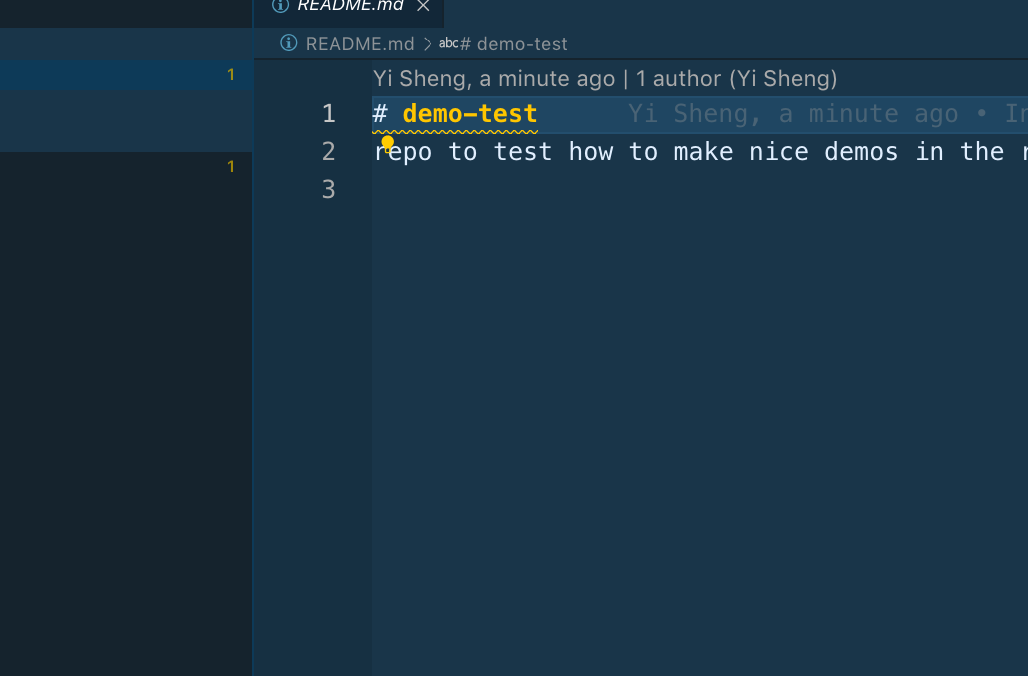 README.md
README.md > abc # demo-test
1
Yi Sheng, a minute ago | 1 author (Yi Sheng)
1 # demo-test Yi Sheng, a minute ago •
2 repo to test how to make nice demos in the
1
3